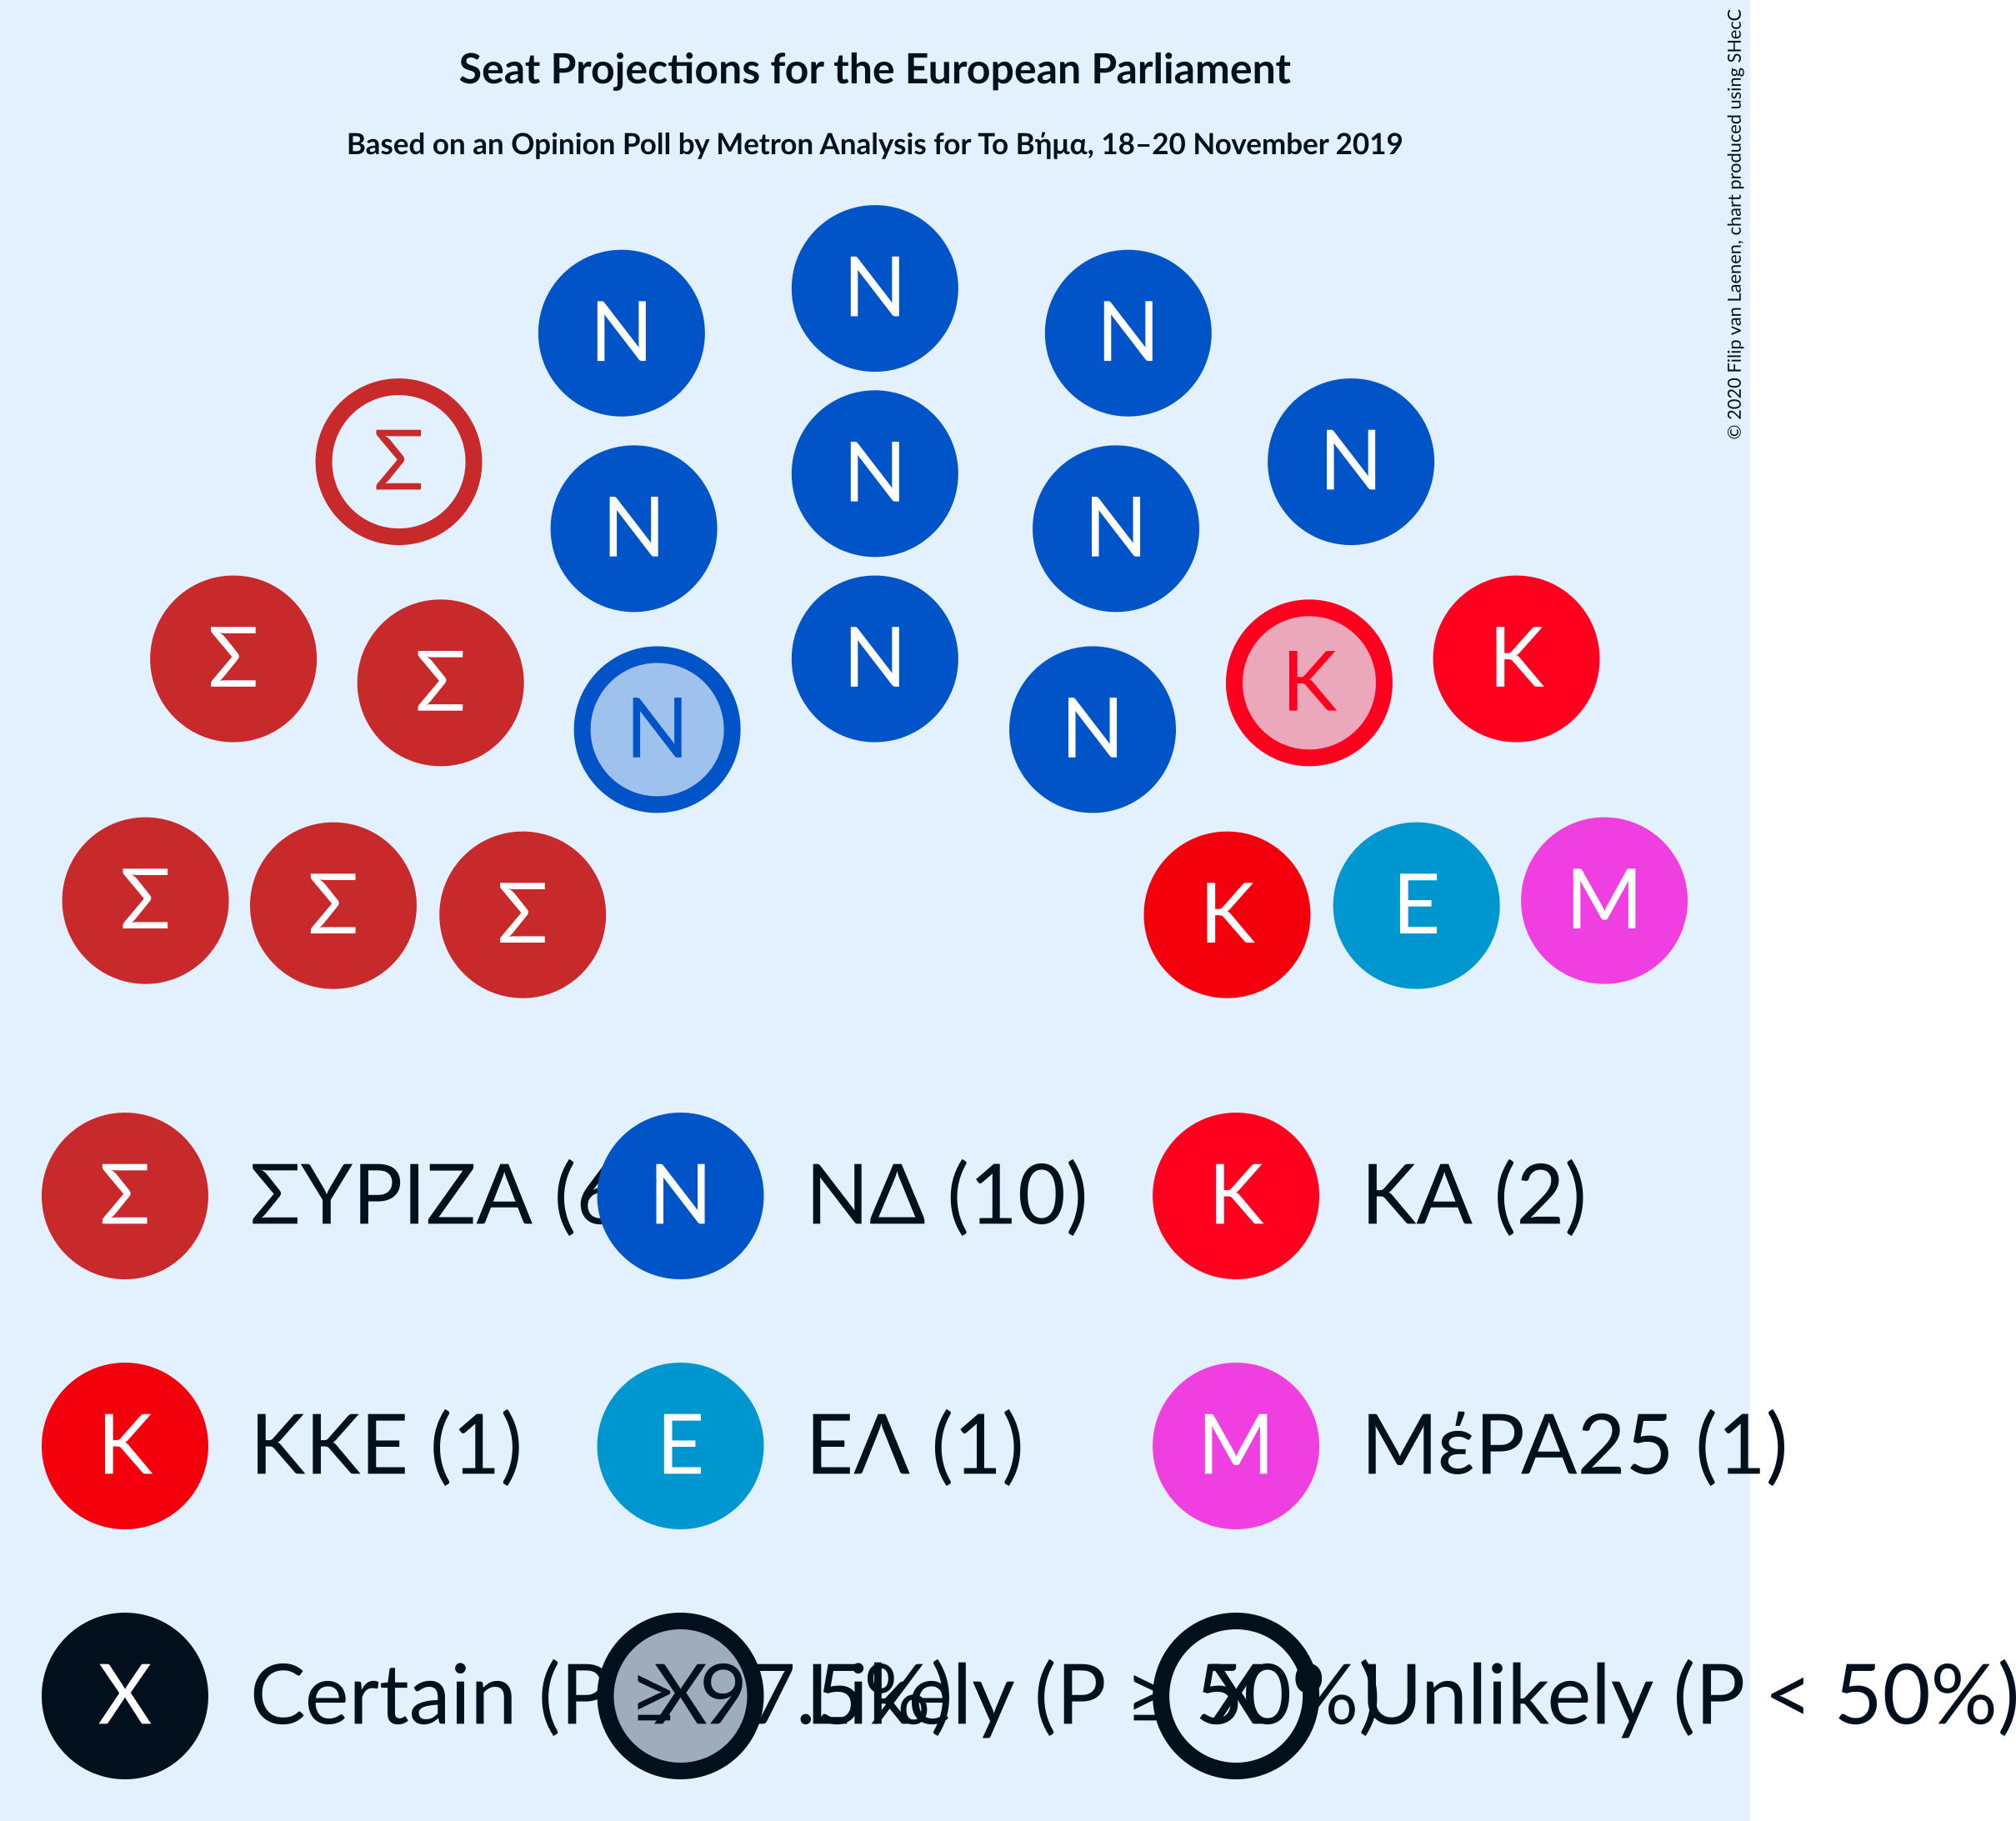 Seat Projections for the European Parliament
Based on an Opinion Poll by Metron Analysis for Το Βήμα, 18–20 November 2019
© 2020 Filip van Laenen, chart produced using SHecC
N
N N
Σ N N
N N
Σ Σ N K K
N N
Σ Σ Σ K E M
Σ ΣΥΡΙΖΑ (6 N ΝΔ (10) K ΚΑ (2)
K ΚΚΕ (1) E ΕΛ (1) M ΜέΡΑ25 (1)
X Certain (P ≥ 97.5%) X Likely (P ≥ 50%) X Unlikely (P < 50%)